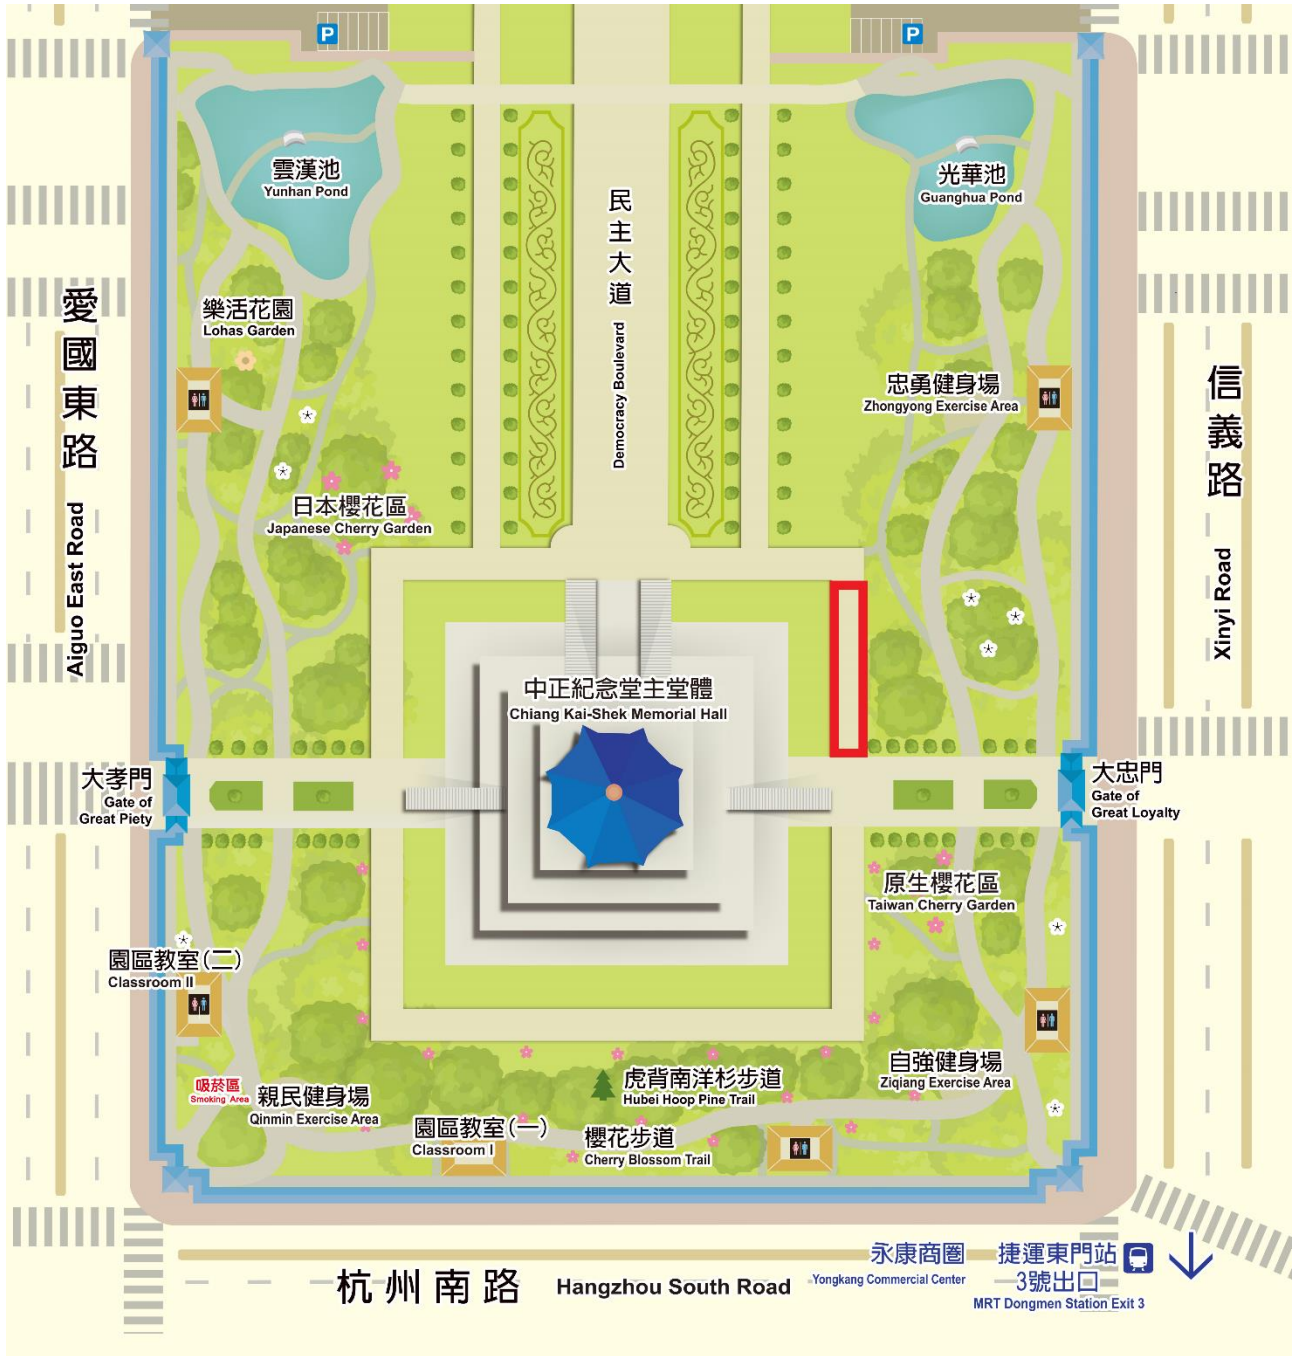 P
P
雲漢池
Yunhan Pond
光華池
Guanghua Pond
民主大道
Democracy Boulevard
樂活花園
Lohas Garden
愛國東路
Aiguo East Road
忠勇健身場
Zhongyong Exercise Area
信義路
Xinyi Road
日本櫻花區
Japanese Cherry Garden
中正紀念堂主堂體
Chiang Kai-Shek Memorial Hall
大孝門
Gate of
Great Piety
大忠門
Gate of
Great Loyalty
原生櫻花區
Taiwan Cherry Garden
園區教室(二)
Classroom II
吸菸區
Smoking Area
親民健身場
Qinmin Exercise Area
虎背南洋杉步道
Hubei Hoop Pine Trail
自強健身場
Ziqiang Exercise Area
園區教室(一)
Classroom I
櫻花步道
Cherry Blossom Trail
杭州南路 Hangzhou South Road
永康商圈
Yongkang Commercial Center
捷運東門站
3號出口
MRT Dongmen Station Exit 3